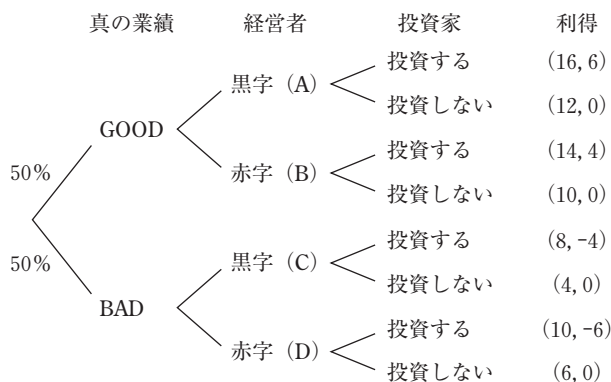 真の業績 経営者 投資家 利得
投資する (16, 6)
黒字（A）
投資しない (12, 0)
GOOD
投資する (14, 4)
50%
赤字（B）
投資しない (10, 0)
投資する (8, -4)
50%
黒字（C）
投資しない (4, 0)
BAD
投資する (10, -6)
赤字（D）
投資しない (6, 0)